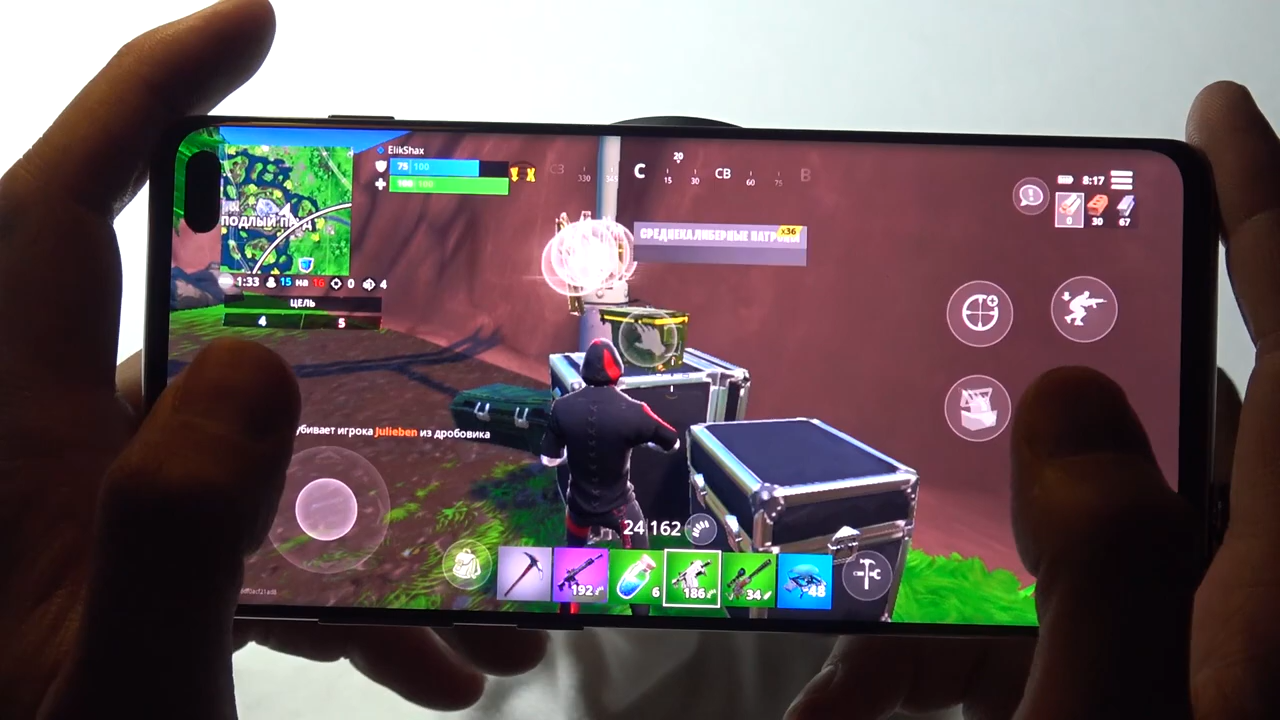 ElikShax
75 100
100 100
СЗ 330 345 С 15 20 30 СВ 60 75 В
8:17
0 30 67
x36
СРЕДНЕКАЛИБЕРНЫЕ ПАТРОНЫ
ПОДЛЫЙ
1:33 15 на 16 0 4
ЦЕЛЬ
4 5
убивает игрока Julieben из дробовика
24 162
192 6 186 34 48